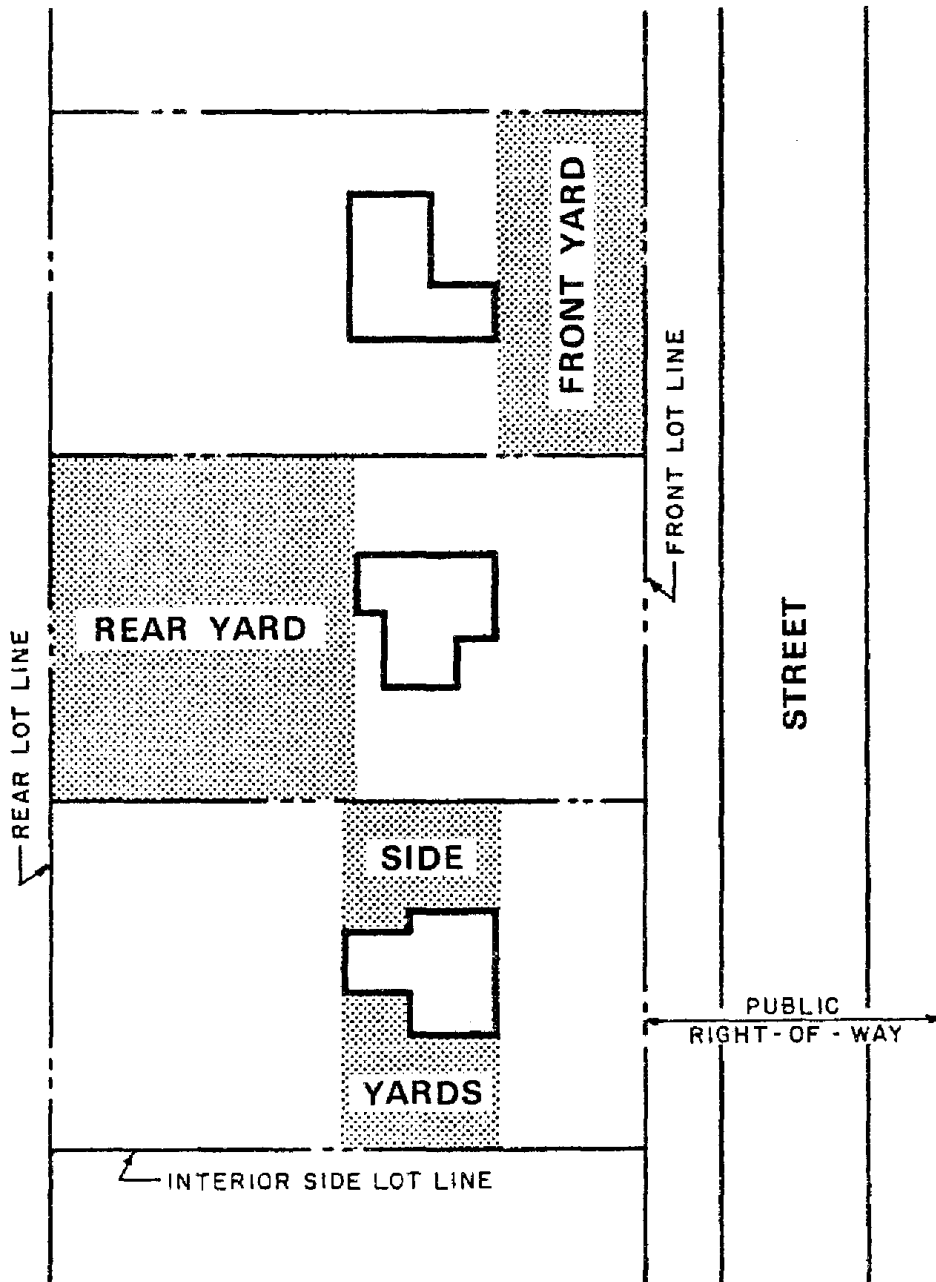 FRONT YARD
FRONT LOT LINE
REAR YARD
REAR LOT LINE
STREET
SIDE
YARDS
PUBLIC
RIGHT-OF-WAY
INTERIOR SIDE LOT LINE